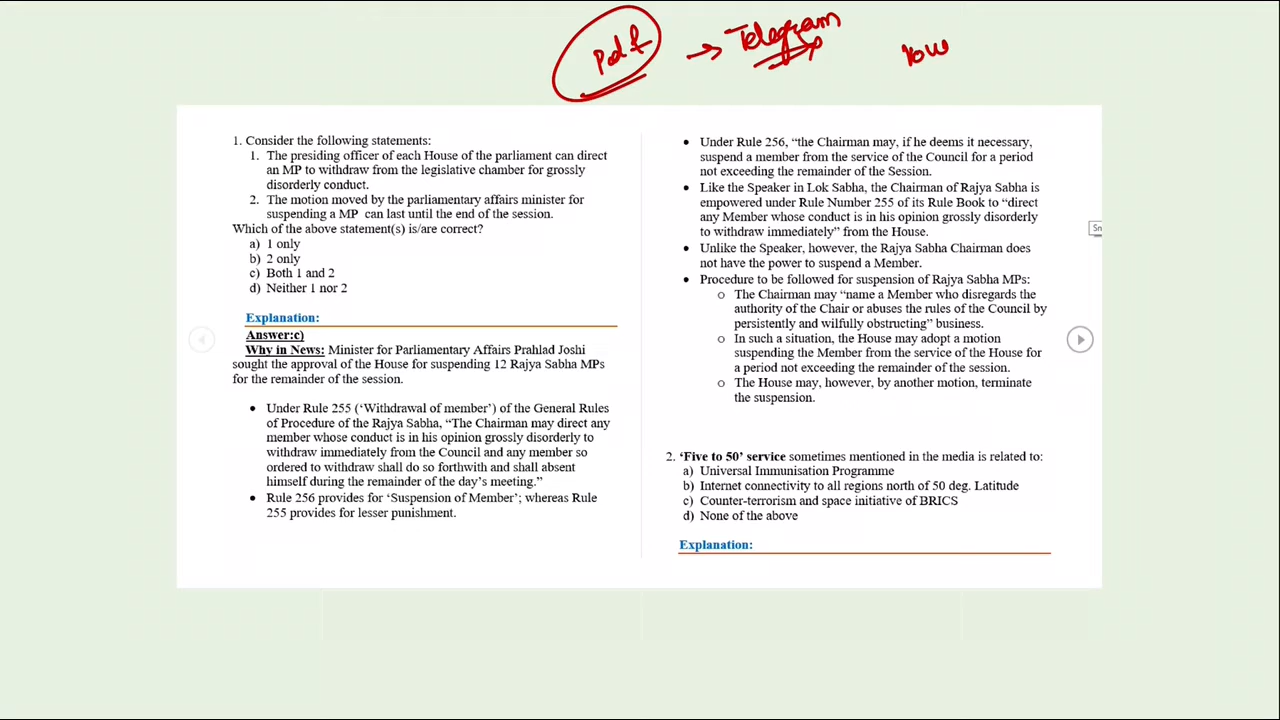 Pdf → Telegram
1. Consider the following statements:
1. The presiding officer of each House of the parliament can direct
an MP to withdraw from the legislative chamber for grossly
disorderly conduct.
2. The motion moved by the parliamentary affairs minister for
suspending a MP can last until the end of the session.
Which of the above statement(s) is/are correct?
a) 1 only
b) 2 only
c) Both 1 and 2
d) Neither 1 nor 2
Explanation:
Answer:c)
Why in News: Minister for Parliamentary Affairs Prahlad Joshi
sought the approval of the House for suspending 12 Rajya Sabha MPs
for the remainder of the session.
• Under Rule 255 (‘Withdrawal of member’) of the General Rules
of Procedure of the Rajya Sabha, “The Chairman may direct any
member whose conduct is in his opinion grossly disorderly to
withdraw immediately from the Council and any member so
ordered to withdraw shall do so forthwith and shall absent
himself during the remainder of the day’s meeting.”
• Rule 256 provides for ‘Suspension of Member’; whereas Rule
255 provides for lesser punishment.
• Under Rule 256, “the Chairman may, if he deems it necessary,
suspend a member from the service of the Council for a period
not exceeding the remainder of the Session.
• Like the Speaker in Lok Sabha, the Chairman of Rajya Sabha is
empowered under Rule Number 255 of its Rule Book to “direct
any Member whose conduct is in his opinion grossly disorderly
to withdraw immediately” from the House.
• Unlike the Speaker, however, the Rajya Sabha Chairman does
not have the power to suspend a Member.
• Procedure to be followed for suspension of Rajya Sabha MPs:
o The Chairman may “name a Member who disregards the
authority of the Chair or abuses the rules of the Council by
persistently and wilfully obstructing” business.
o In such a situation, the House may adopt a motion
suspending the Member from the service of the House for
a period not exceeding the remainder of the session.
o The House may, however, by another motion, terminate
the suspension.
2. ‘Five to 50’ service sometimes mentioned in the media is related to:
a) Universal Immunisation Programme
b) Internet connectivity to all regions north of 50 deg. Latitude
c) Counter-terrorism and space initiative of BRICS
d) None of the above
Explanation:
Sn